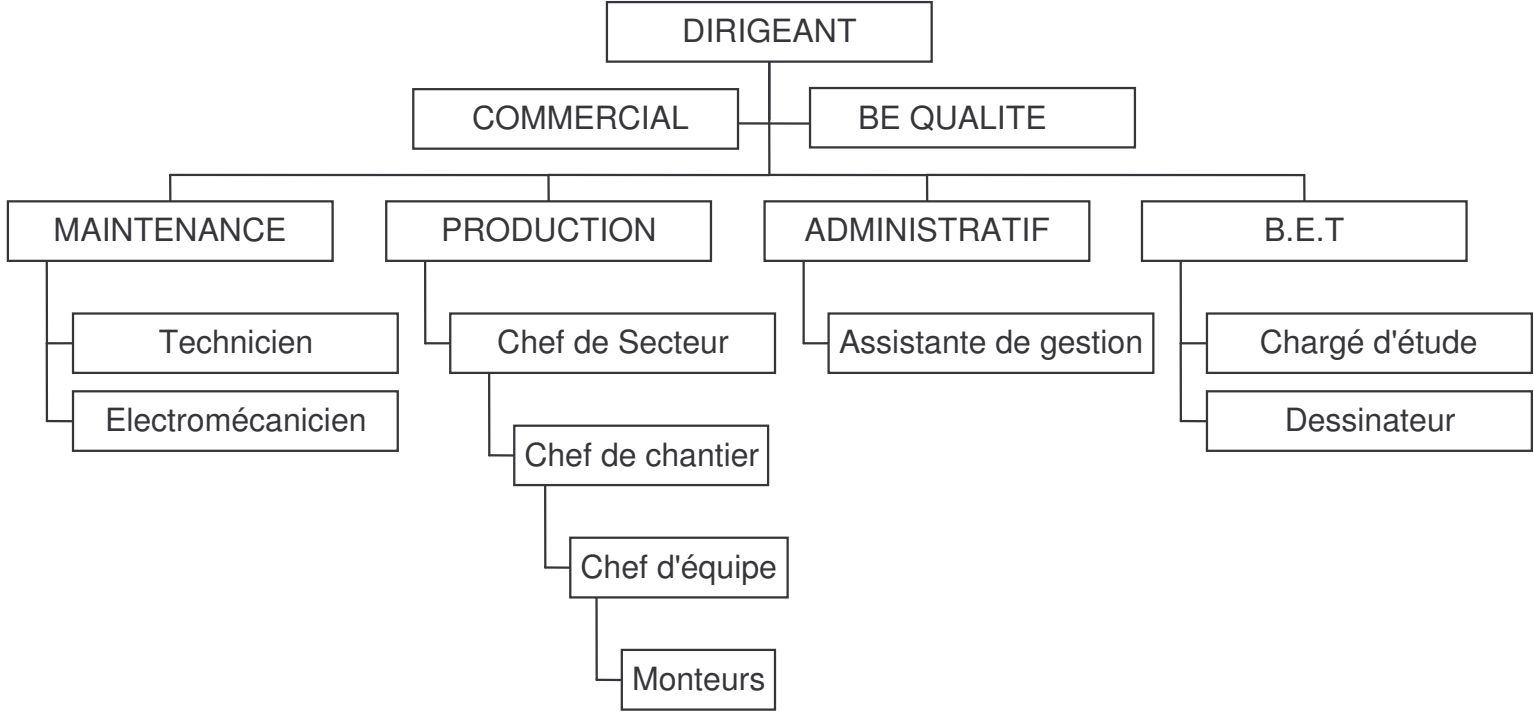 DIRIGEANT
COMMERCIAL
BE QUALITE
MAINTENANCE
PRODUCTION
ADMINISTRATIF
B.E.T
Technicien
Chef de Secteur
Assistante de gestion
Chargé d'étude
Electromécanicien
Dessinateur
Chef de chantier
Chef d'équipe
Monteurs